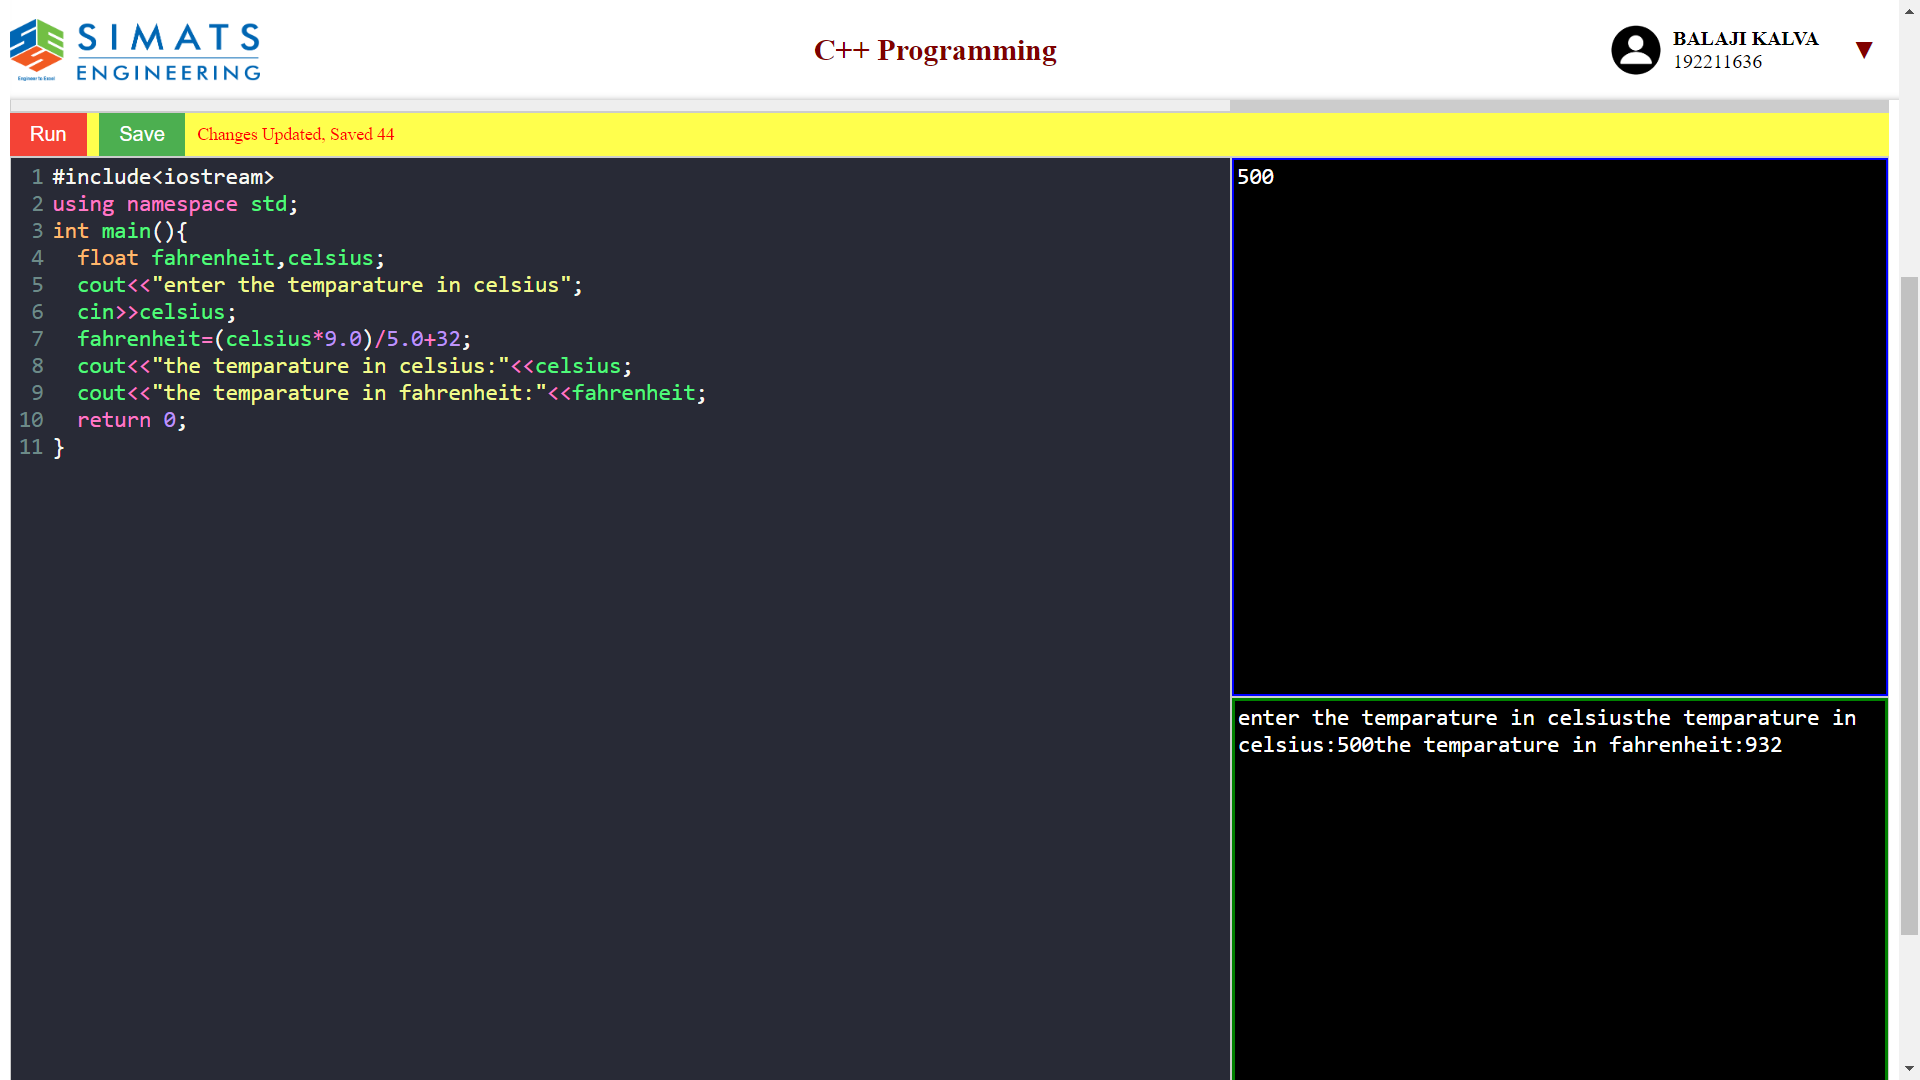 SIMATS
ENGINEERING
Engineer to Excel
C++ Programming
BALAJI KALVA
192211636
Run
Save
Changes Updated, Saved 44
1 #include<iostream>
2 using namespace std;
3 int main(){
4   float fahrenheit,celsius;
5   cout<<"enter the temparature in celsius";
6   cin>>celsius;
7   fahrenheit=(celsius*9.0)/5.0+32;
8   cout<<"the temparature in celsius:"<<celsius;
9   cout<<"the temparature in fahrenheit:"<<fahrenheit;
10   return 0;
11 }
500
enter the temparature in celsiusthe temparature in
celsius:500the temparature in fahrenheit:932